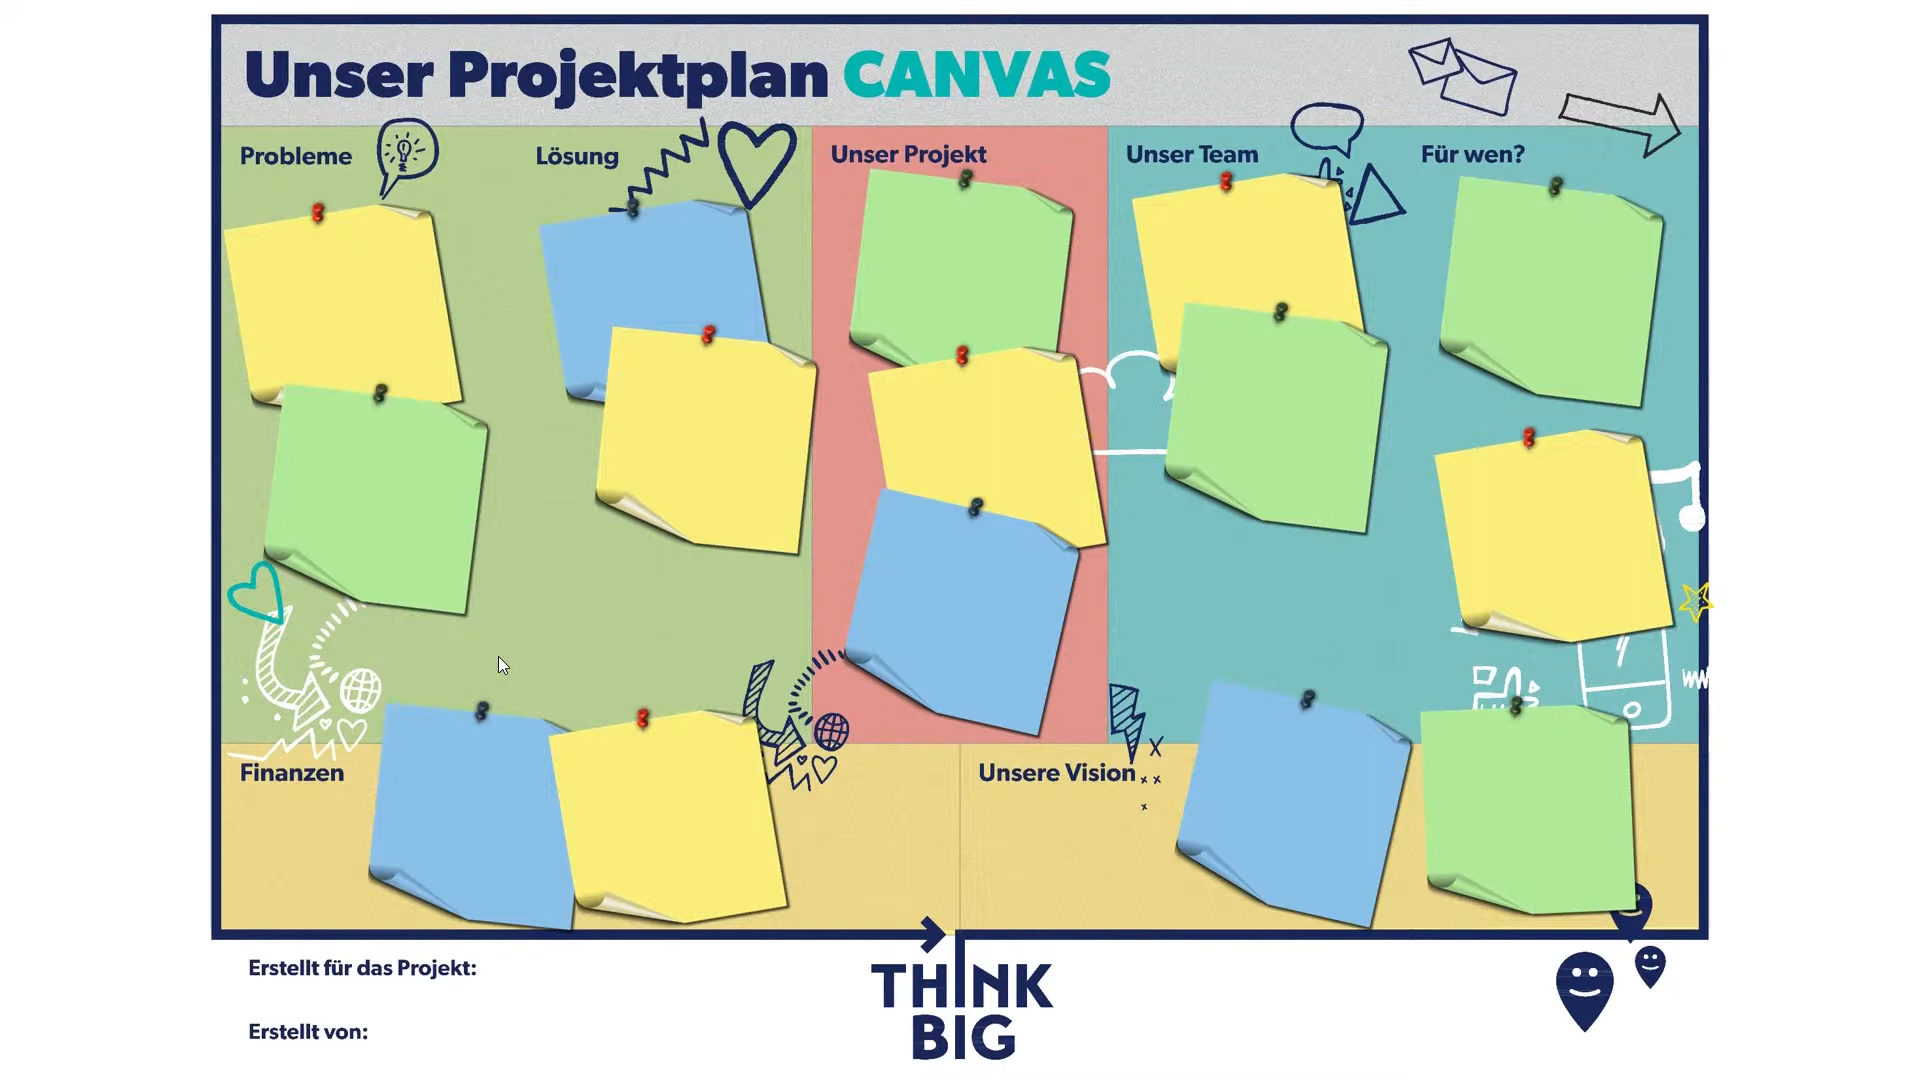 Unser Projektplan CANVAS
Probleme
Lösung
Unser Projekt
Unser Team
Für wen?
Finanzen
Unsere Vision
Erstellt für das Projekt:
Erstellt von:
THINK
BIG